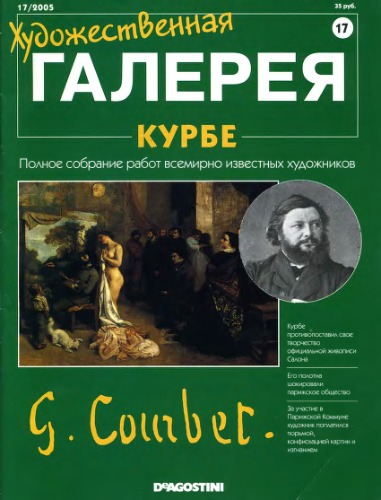 17/2005
35 руб.
Художественная
17
ГАЛЕРЕЯ
КУРБЕ
Полное собрание работ всемирно известных художников
Курбе
противопоставил свое
творчество
официальной живописи
Салона
Его полотна
шокировали
парижское общество
За участие в
Парижской Коммуне
художник поплатился
тюрьмой,
конфискацией картин и
изгнанием
G. Courbet.
DEAGOSTINI